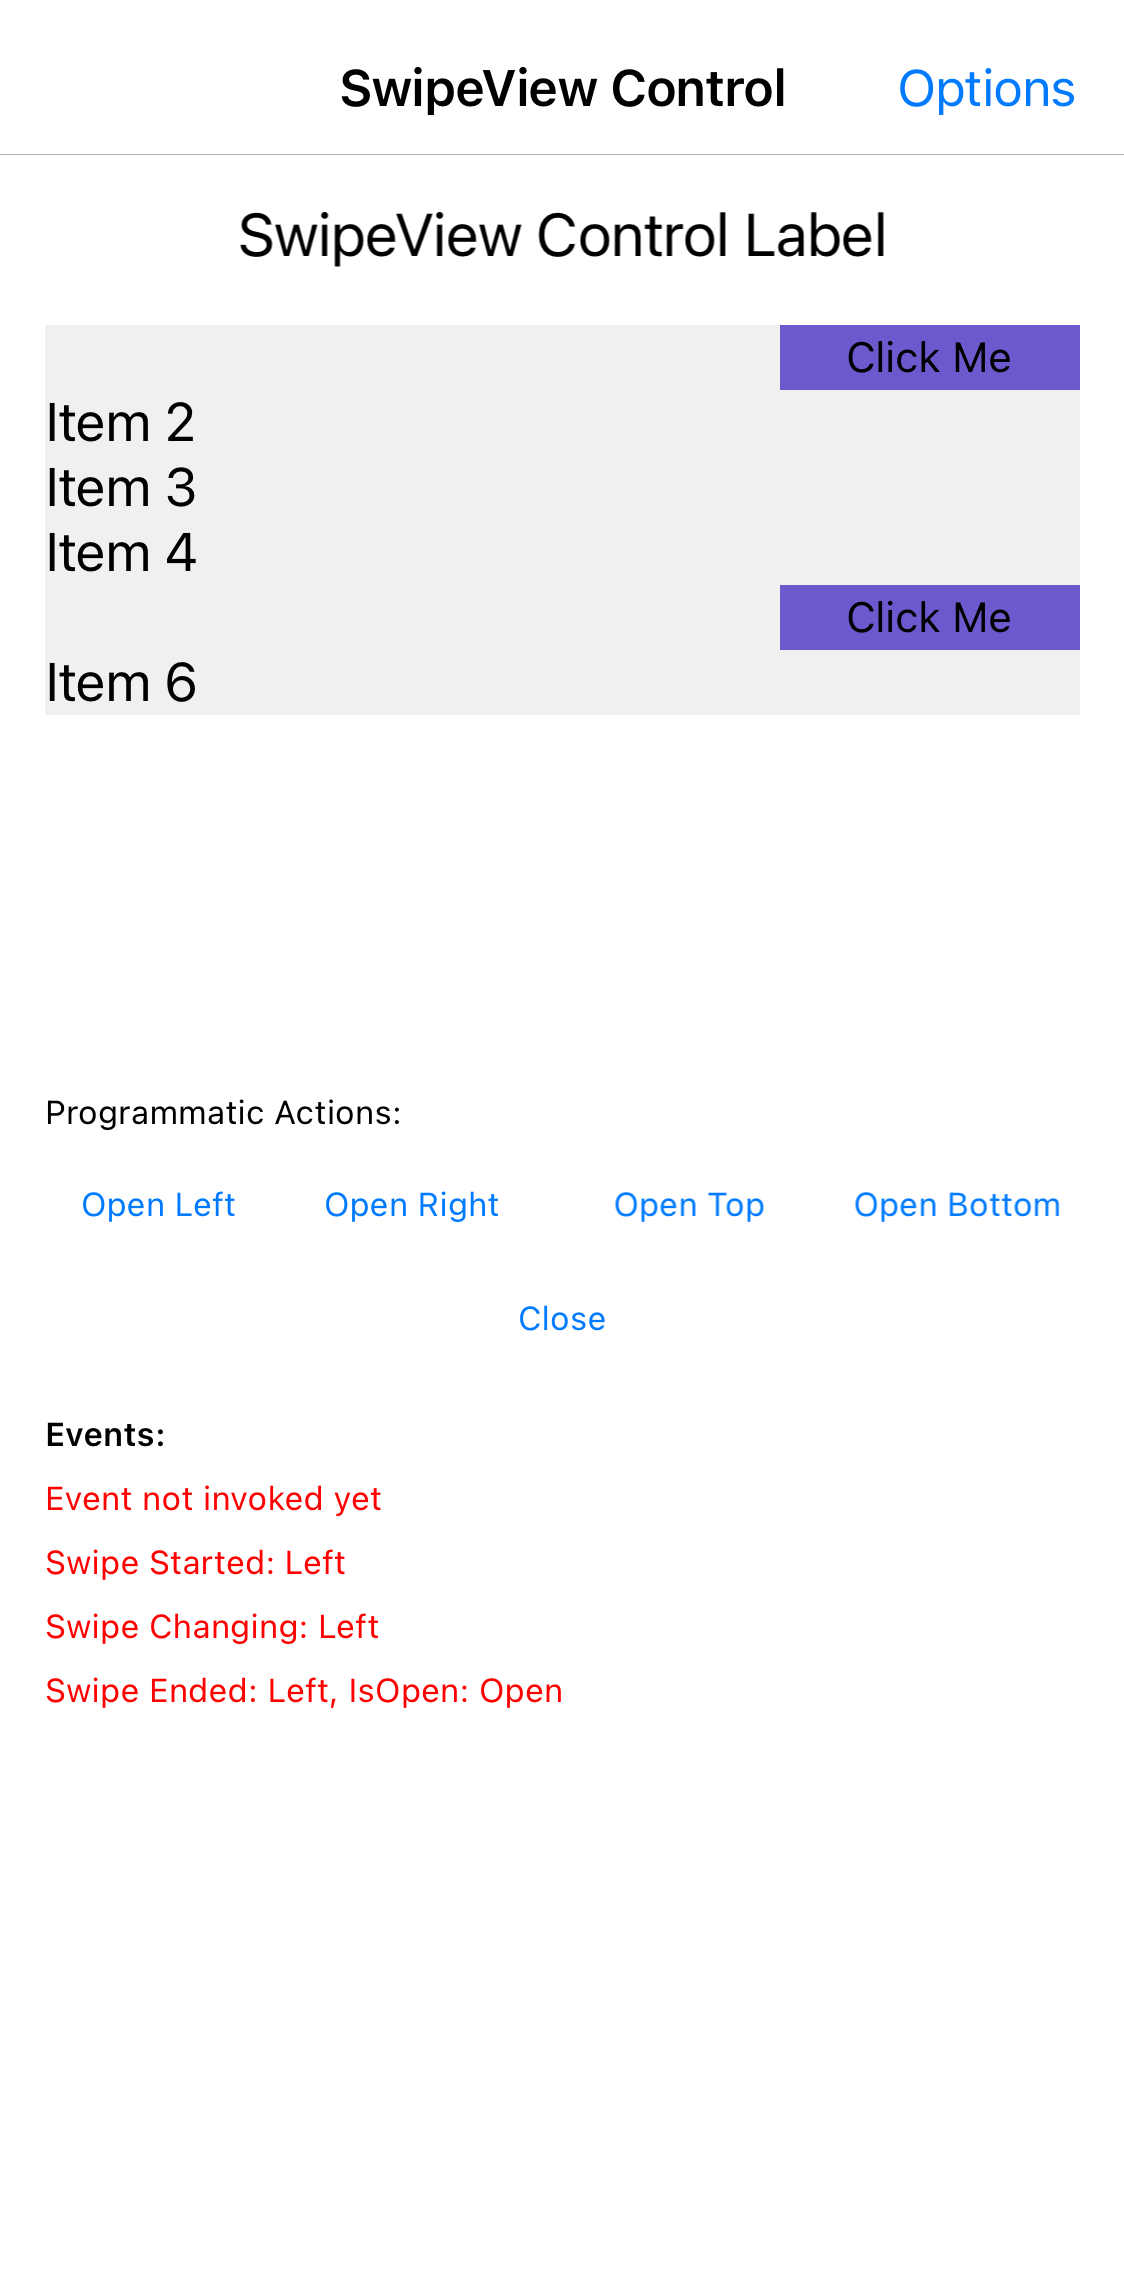 SwipeView Control Options
SwipeView Control Label
Click Me
Item 2
Item 3
Item 4
Click Me
Item 6
Programmatic Actions:
Open Left Open Right Open Top Open Bottom
Close
Events:
Event not invoked yet
Swipe Started: Left
Swipe Changing: Left
Swipe Ended: Left, IsOpen: Open